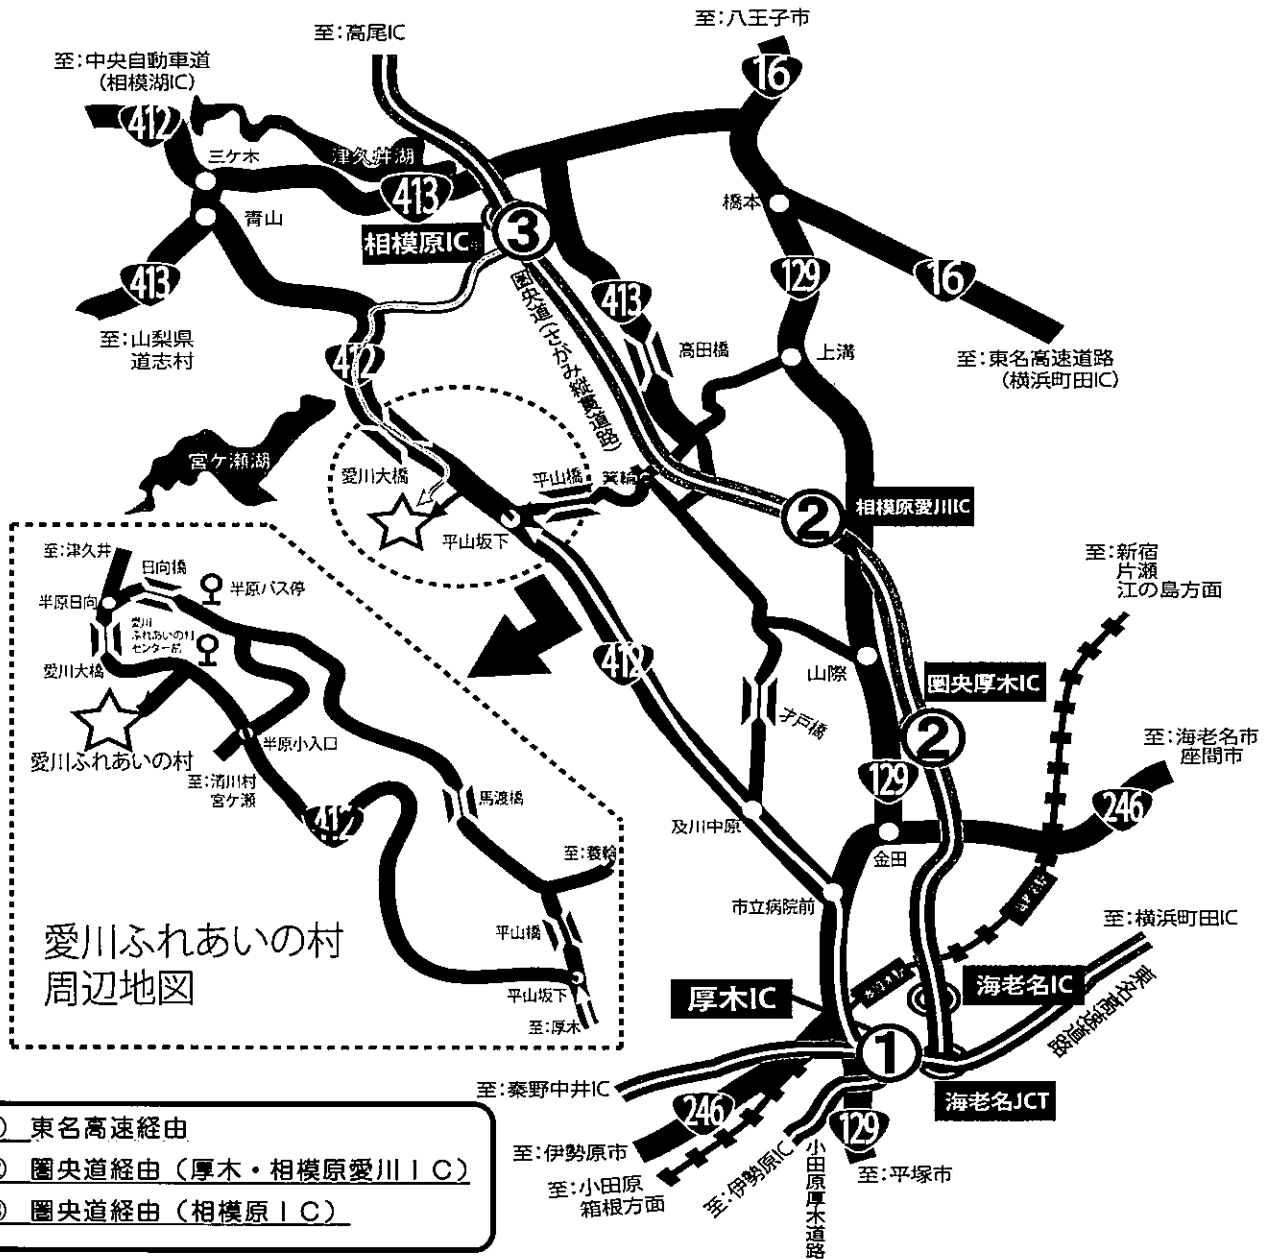 至:八王子市
至:高尾IC
至:中央自動車道
(相模湖IC)
16
412
三ケ木
津久井湖
413
橋本
青山
相模原IC
3
129
16
413
413
圏央道(さがみ縦貫道路)
至:山梨県
道志村
412
高田橋
上溝
至:東名高速道路
(横浜町田IC)
宮ケ瀬湖
愛川大橋
平山橋
箕輪
相模原愛川IC
2
平山坂下
至:新宿
片瀬
江の島方面
至:津久井
日向橋
半原バス停
半原日向
愛川
ふれあいの村
愛川大橋
412
山際
圏央厚木IC
2
才戸橋
愛川ふれあいの村
半原小入口
至:清川村
宮ケ瀬
412
馬渡橋
129
至:海老名市
座間市
246
及川中原
金田
至:箕輪
市立病院前
至:横浜町田IC
平山橋
愛川ふれあいの村
周辺地図
平山坂下
至:厚木
厚木IC
海老名IC
東名高速道路
1
至:秦野中井IC
海老名JCT
246
129
至:伊勢原市
至:小田原
箱根方面
至:伊勢原IC
小田原厚木道路
至:平塚市
東名高速経由
圏央道経由(厚木・相模原愛川IC)
圏央道経由(相模原IC)